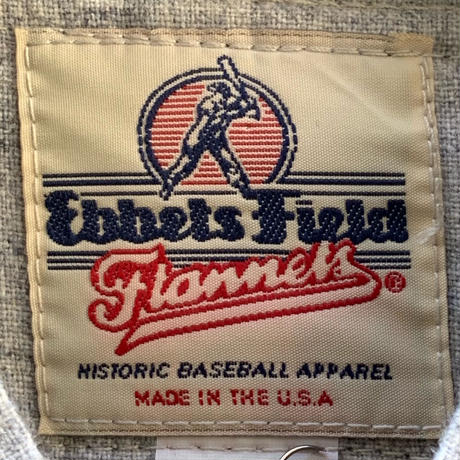 Ebbets Field
Flannels®
HISTORIC BASEBALL APPAREL
MADE IN THE U.S.A